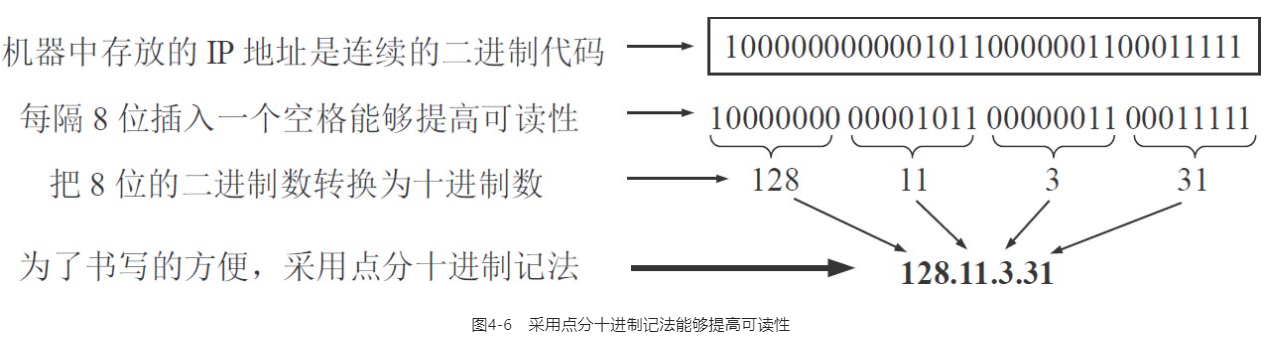 机器中存放的 IP 地址是连续的二进制代码 10000000000010110000001100011111
每隔 8 位插入一个空格能够提高可读性 10000000 00001011 00000011 00011111
把 8 位的二进制数转换为十进制数 128 11 3 31
为了书写的方便，采用点分十进制记法 128.11.3.31
图4-6 采用点分十进制记法能够提高可读性